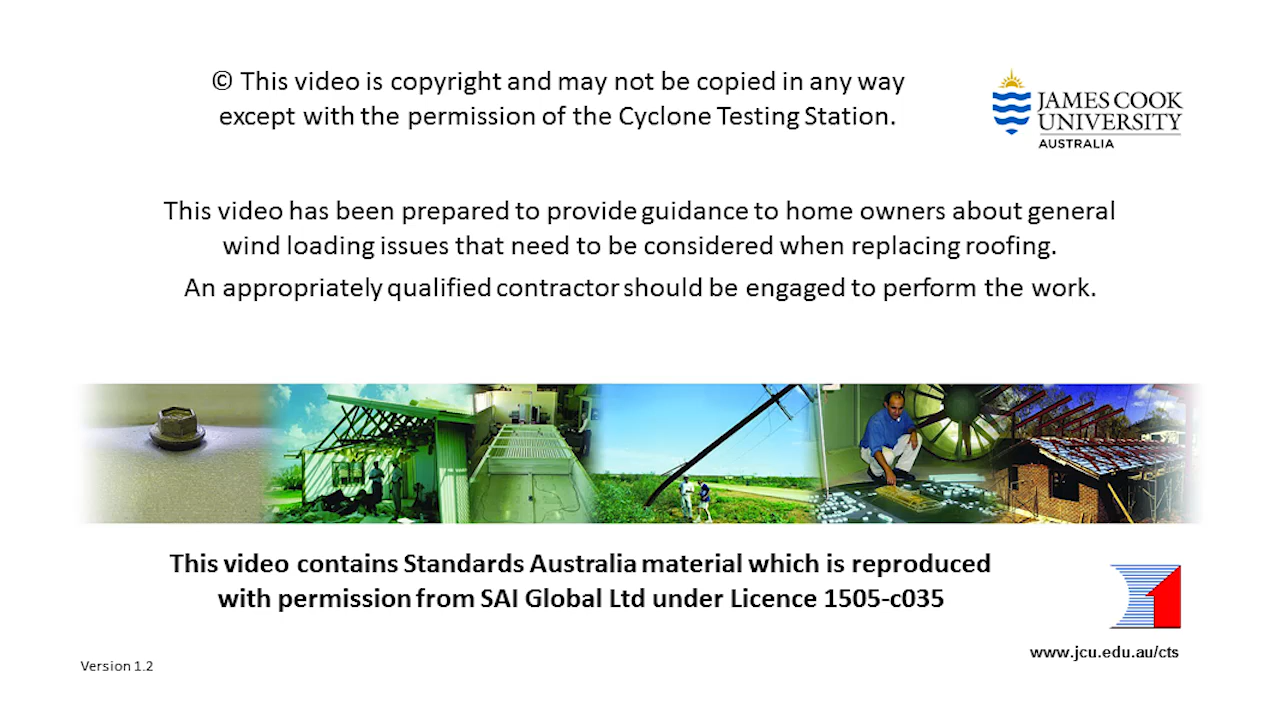 © This video is copyright and may not be copied in any way
except with the permission of the Cyclone Testing Station.
JAMES COOK
UNIVERSITY
AUSTRALIA
This video has been prepared to provide guidance to home owners about general
wind loading issues that need to be considered when replacing roofing.
An appropriately qualified contractor should be engaged to perform the work.
This video contains Standards Australia material which is reproduced
with permission from SAI Global Ltd under Licence 1505-c035
www.jcu.edu.au/cts
Version 1.2